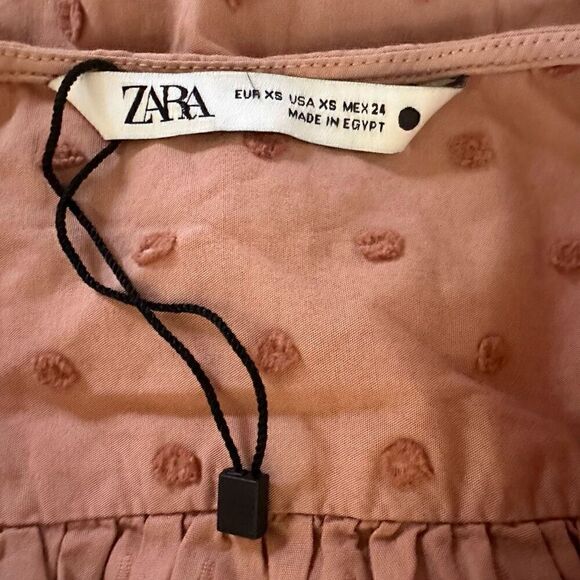 ZARA
EUR XS USA XS MEX 24
MADE IN EGYPT